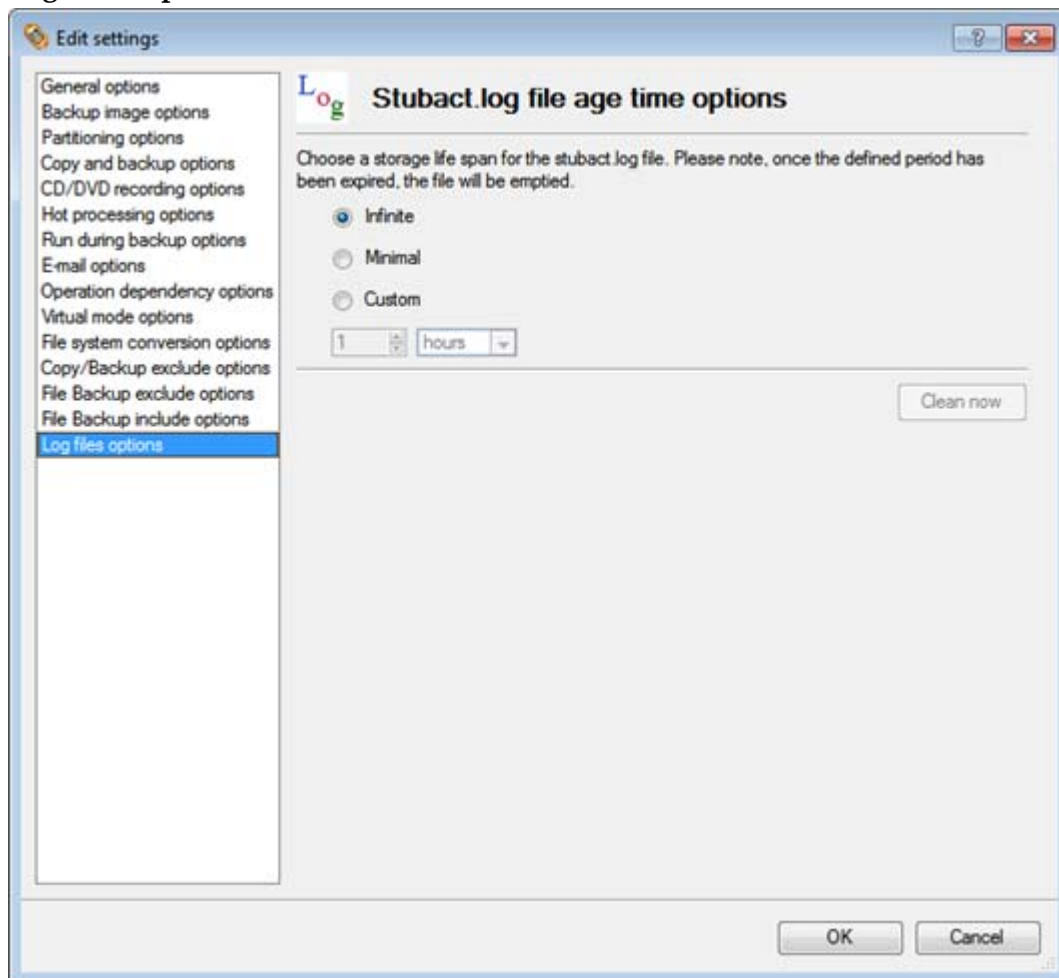 Edit settings
General options
Backup image options
Partitioning options
Copy and backup options
CD/DVD recording options
Hot processing options
Run during backup options
E-mail options
Operation dependency options
Virtual mode options
File system conversion options
Copy/Backup exclude options
File Backup exclude options
File Backup include options
Log files options
Log
Stubact.log file age time options
Choose a storage life span for the stubact.log file. Please note, once the defined period has
been expired, the file will be emptied.
Infinite
Minimal
Custom
1 hours
Clean now
OK Cancel